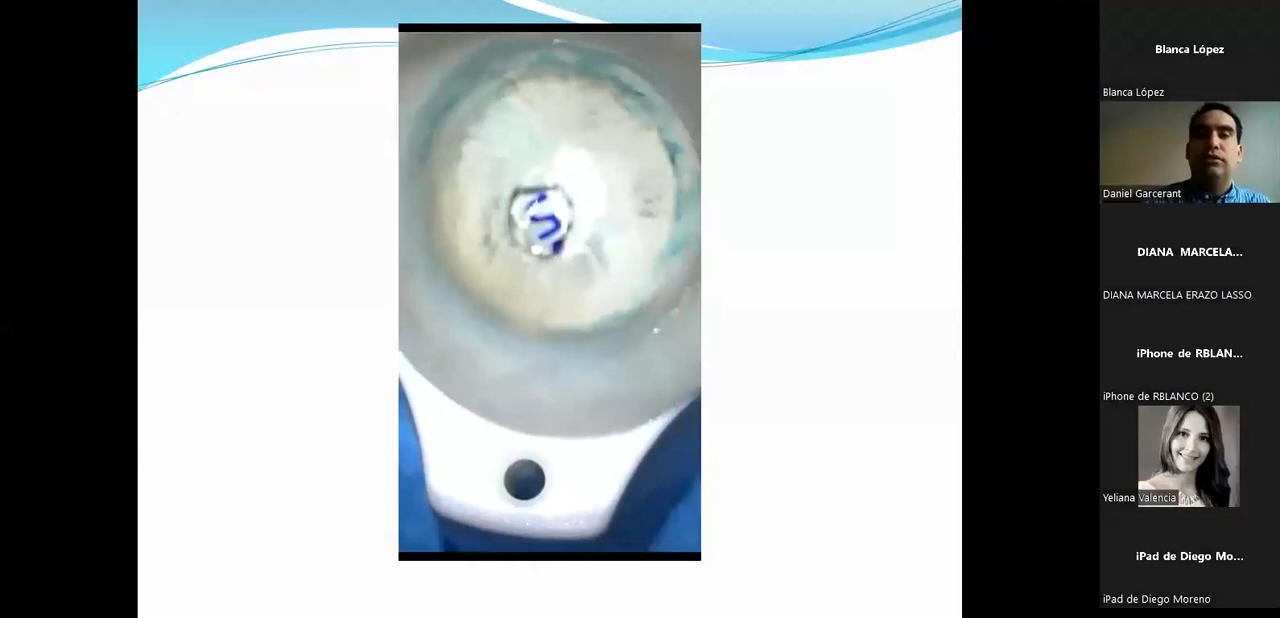 Blanca López
Blanca López
Daniel Garcerant
DIANA MARCELA...
DIANA MARCELA ERAZO LASSO
iPhone de RBLAN...
iPhone de RBLANCO (2)
Yeliana Valencia
iPad de Diego Mo...
iPad de Diego Moreno